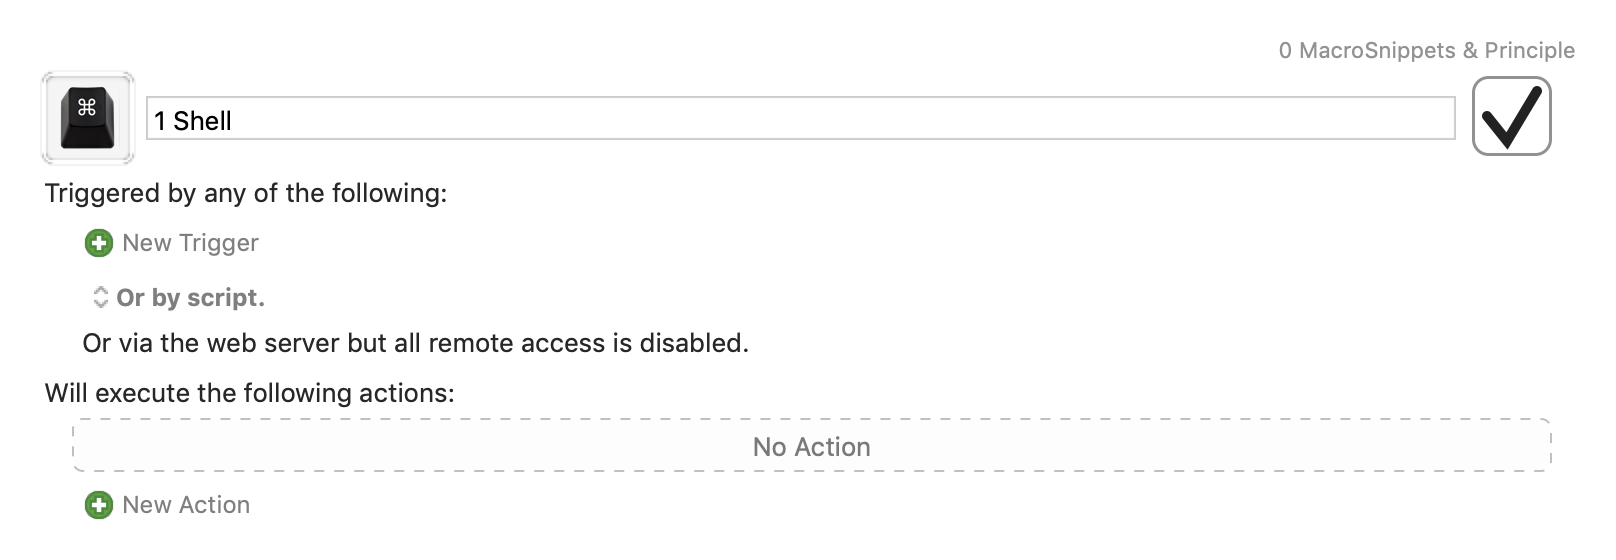 0 MacroSnippets & Principle
⌘
1 Shell
Triggered by any of the following:
New Trigger
Or by script.
Or via the web server but all remote access is disabled.
Will execute the following actions:
No Action
New Action